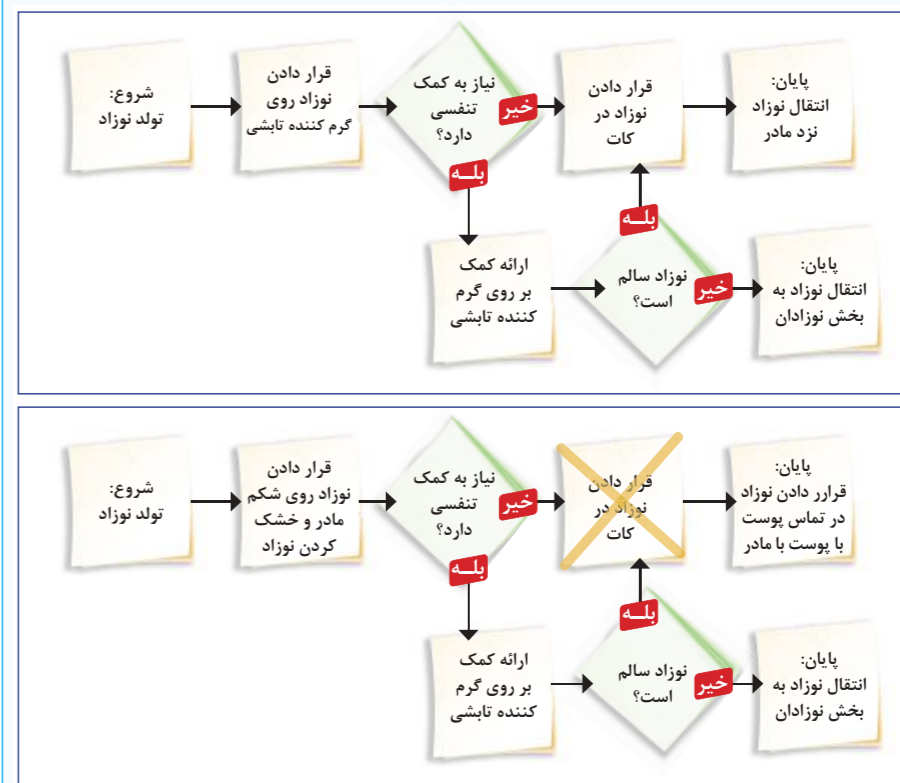 شروع:
تولد نوزاد
قرار دادن
نوزاد روی
گرم کننده تابشی
نیاز به کمک
تنفسی
دارد؟
خیر
بلــه
قرار دادن
نوزاد در
کات
پایان:
انتقال نوزاد
نزد مادر
ارائه کمک
بر روی گرم
کننده تابشی
نوزاد سالم
است؟
بلــه
خیر
پایان:
انتقال نوزاد به
بخش نوزادان
شروع:
تولد نوزاد
قرار دادن
نوزاد روی شکم
مادر و خشک
کردن نوزاد
نیاز به کمک
تنفسی
دارد؟
خیر
بلــه
قرار دادن
نوزاد در
کات
پایان:
قرارر دادن نوزاد
در تماس پوست
با پوست با مادر
ارائه کمک
بر روی گرم
کننده تابشی
نوزاد سالم
است؟
بلــه
خیر
پایان:
انتقال نوزاد به
بخش نوزادان